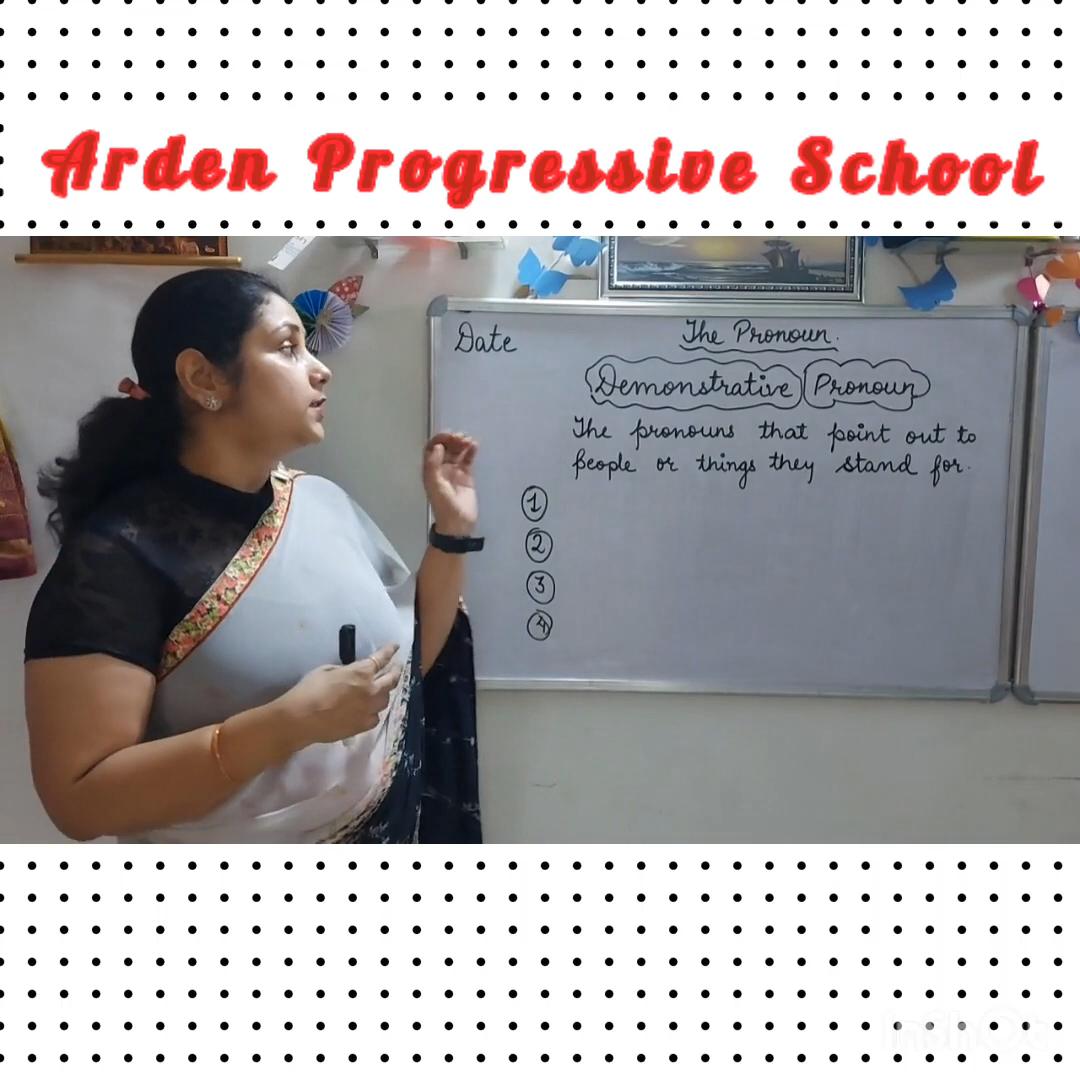 Arden Progressive School
Date
The Pronoun.
Demonstrative Pronoun
The pronouns that point out to
people or things they stand for.
1
2
3
4
InShOt